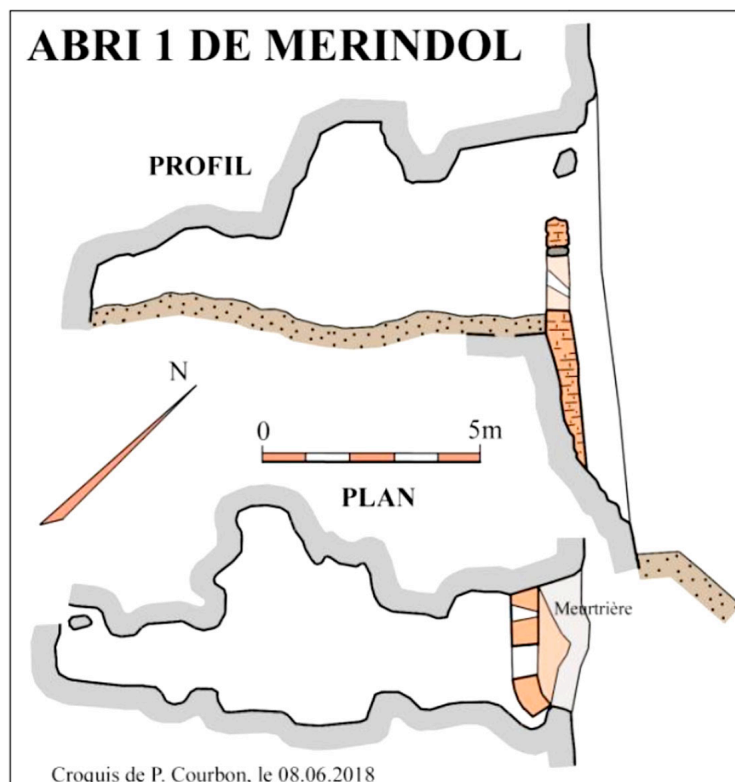 ABRI 1 DE MERINDOL
PROFIL
N
0 5m
PLAN
Meurtrière
Croquis de P. Courbon, le 08.06.2018